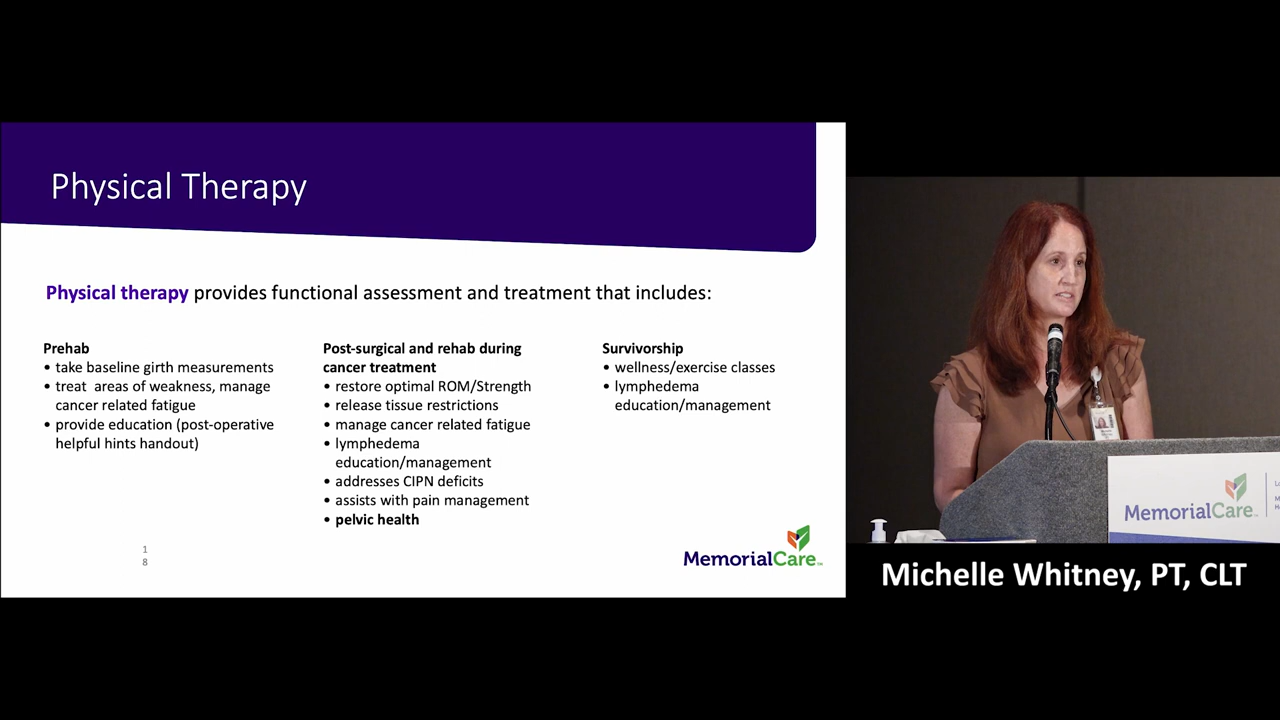 Physical Therapy
Physical therapy provides functional assessment and treatment that includes:
Prehab
• take baseline girth measurements
• treat areas of weakness, manage
cancer related fatigue
• provide education (post-operative
helpful hints handout)
Post-surgical and rehab during
cancer treatment
• restore optimal ROM/Strength
• release tissue restrictions
• manage cancer related fatigue
• lymphedema
education/management
• addresses CIPN deficits
• assists with pain management
• pelvic health
Survivorship
• wellness/exercise classes
• lymphedema
education/management
1
8
MemorialCare
MemorialCare
Michelle Whitney, PT, CLT